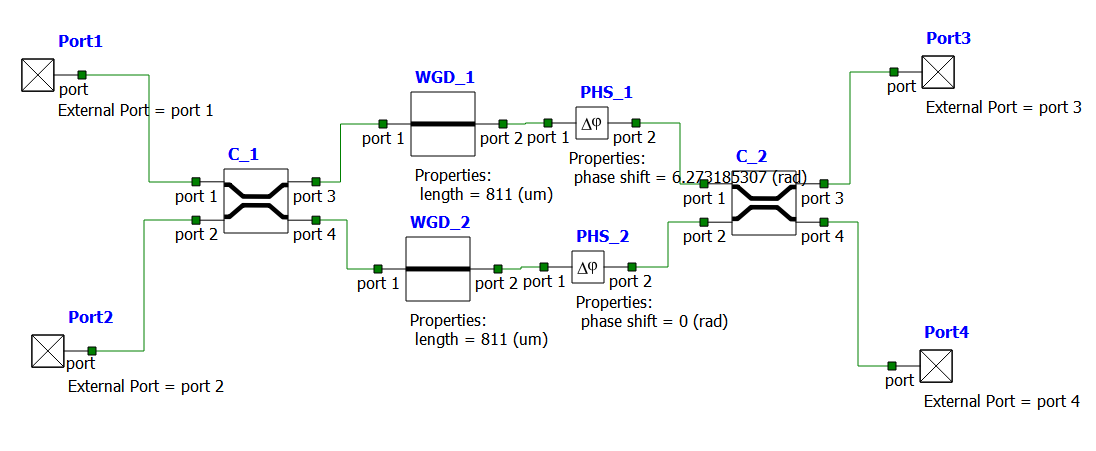 Port1
port
External Port = port 1
C_1
port 1
port 2
port 3
port 4
Port2
port
External Port = port 2
WGD_1
port 1
port 2
Properties:
length = 811 (um)
WGD_2
port 1
port 2
Properties:
length = 811 (um)
PHS_1
Δφ
port 1
port 2
Properties:
phase shift = 6.273185307 (rad)
PHS_2
Δφ
port 1
port 2
Properties:
phase shift = 0 (rad)
C_2
port 1
port 2
port 3
port 4
Port3
port
External Port = port 3
Port4
port
External Port = port 4